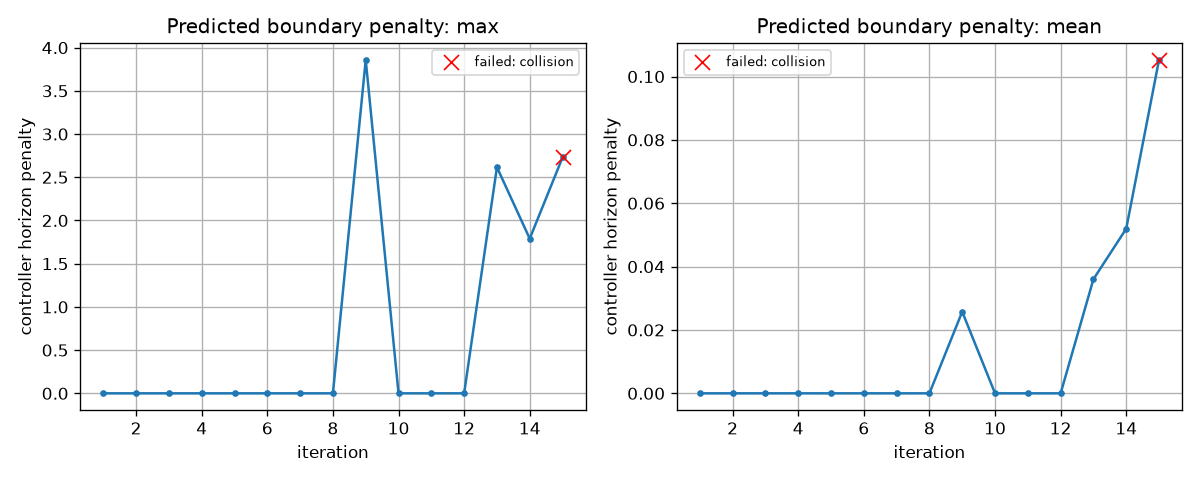 Predicted boundary penalty: max
controller horizon penalty
4.0
3.5
3.0
2.5
2.0
1.5
1.0
0.5
0.0
failed: collision
2 4 6 8 10 12 14
iteration
Predicted boundary penalty: mean
controller horizon penalty
0.10
0.08
0.06
0.04
0.02
0.00
failed: collision
2 4 6 8 10 12 14
iteration